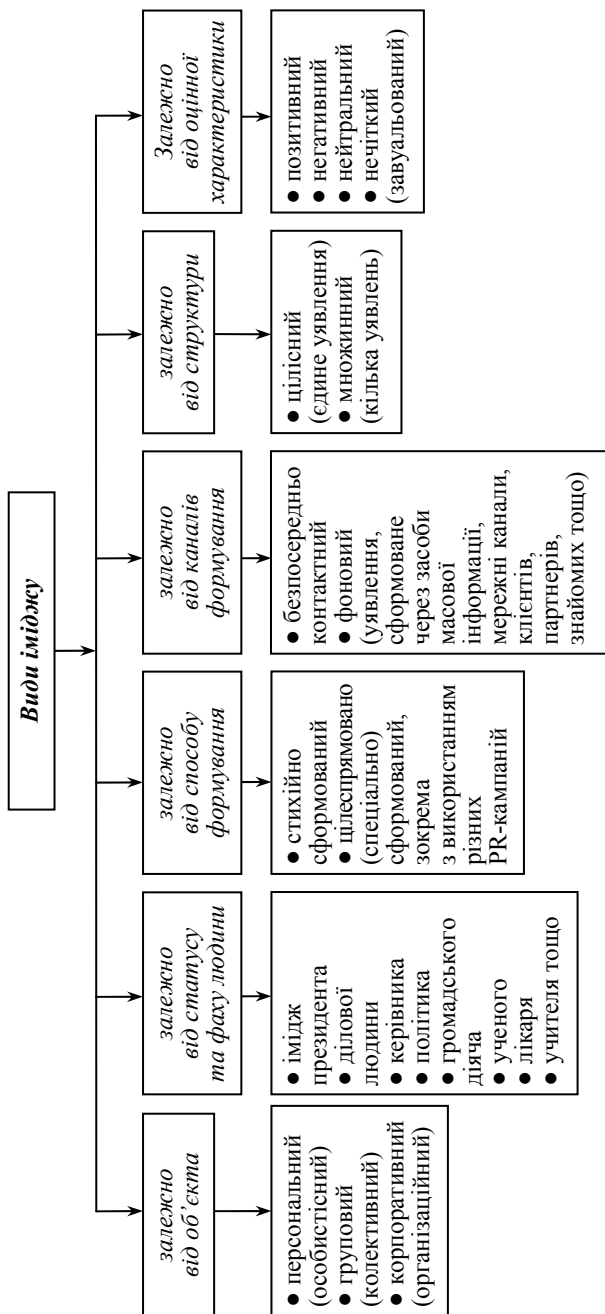 Види іміджу
залежно
від об’єкта
● персональний
(особистісний)
● груповий
(колективний)
● корпоративний
(організаційний)
залежно
від статусу
та фаху людини
● імідж
президента
● ділової
людини
● керівника
● політика
● громадського
діяча
● ученого
● лікаря
● учителя тощо
залежно
від способу
формування
● стихійно
сформований
● цілеспрямовано
(спеціально)
сформований,
зокрема
з використанням
різних
PR-кампаній
залежно
від каналів
формування
● безпосередньо
контактний
● фоновий
(уявлення,
сформоване
через засоби
масової
інформації,
мережні канали,
клієнтів,
партнерів,
знайомих тощо)
залежно
від структури
● цілісний
(єдине уявлення)
● множинний
(кілька уявлень)
Залежно
від оцінної
характеристики
● позитивний
● негативний
● нейтральний
● нечіткий
(завуальований)